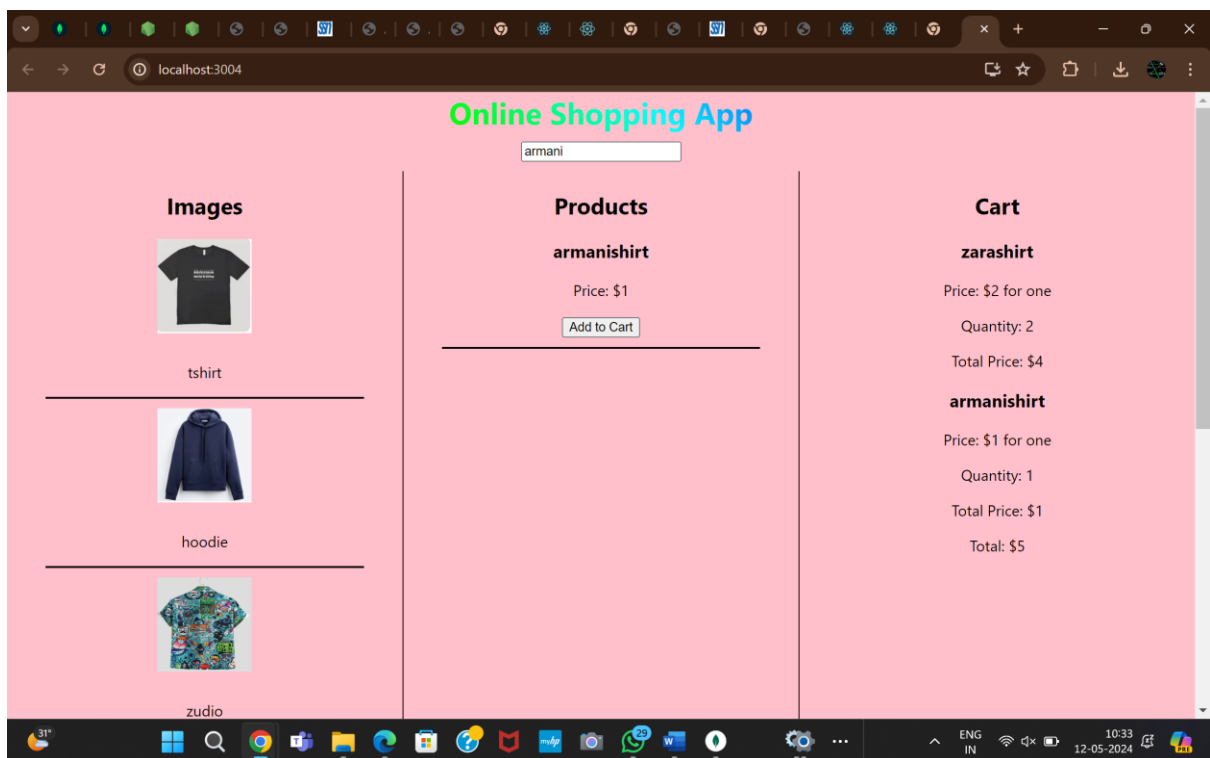 localhost:3004
Online Shopping App
armani
Images
tshirt
hoodie
zudio
Products
armanishirt
Price: $1
Add to Cart
Cart
zarashirt
Price: $2 for one
Quantity: 2
Total Price: $4
armanishirt
Price: $1 for one
Quantity: 1
Total Price: $1
Total: $5
31°
myhp
29
W
ENG
IN
10:33
12-05-2024
PRE